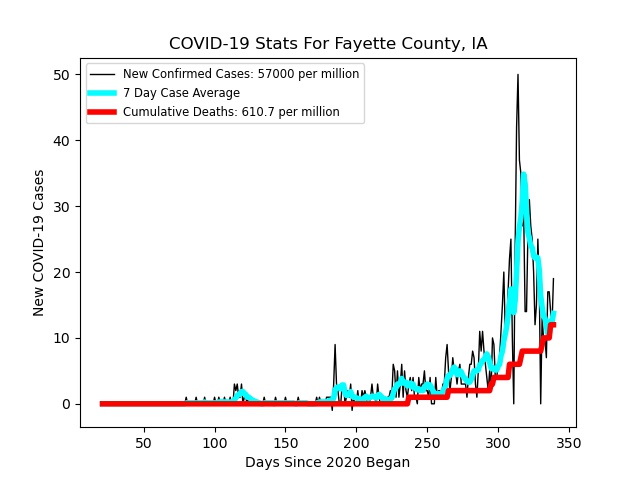 COVID-19 Stats For Fayette County, IA
New Confirmed Cases: 57000 per million
7 Day Case Average
Cumulative Deaths: 610.7 per million
New COVID-19 Cases
50
40
30
20
10
0
50
100
150
200
250
300
350
Days Since 2020 Began